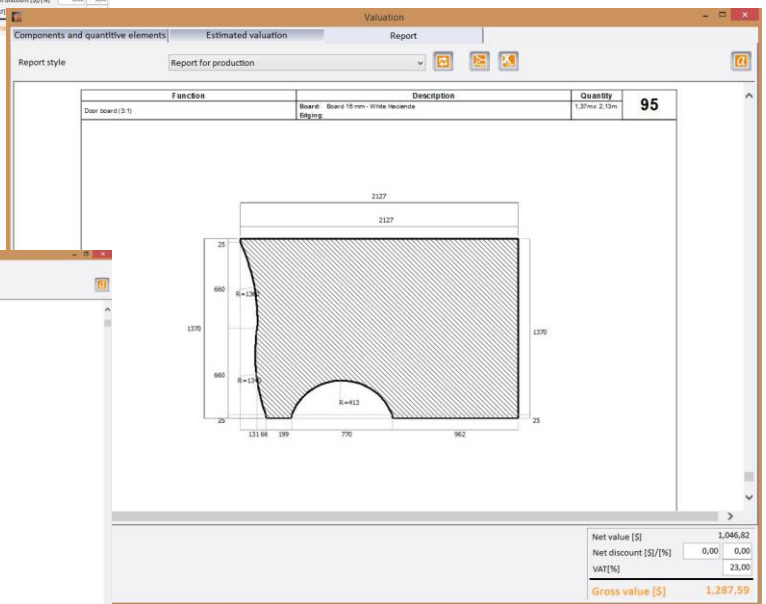 Valuation
Components and quantitive elements Estimated valuation Report
Report style Report for production
Function Description Quantity 95
Door board (3:1) Board: Board 18 mm - White Hacienda 1,37mx 2,13m
Edging:
2127
2127
25
660
R=1340
1370
1370
660
R=1340
R=413
25
25
131 66 199 770 962
Net value [$] 1,046,82
Net discount [$]/[%] 0,00 0,00
VAT[%] 23,00
Gross value [$] 1,287,59